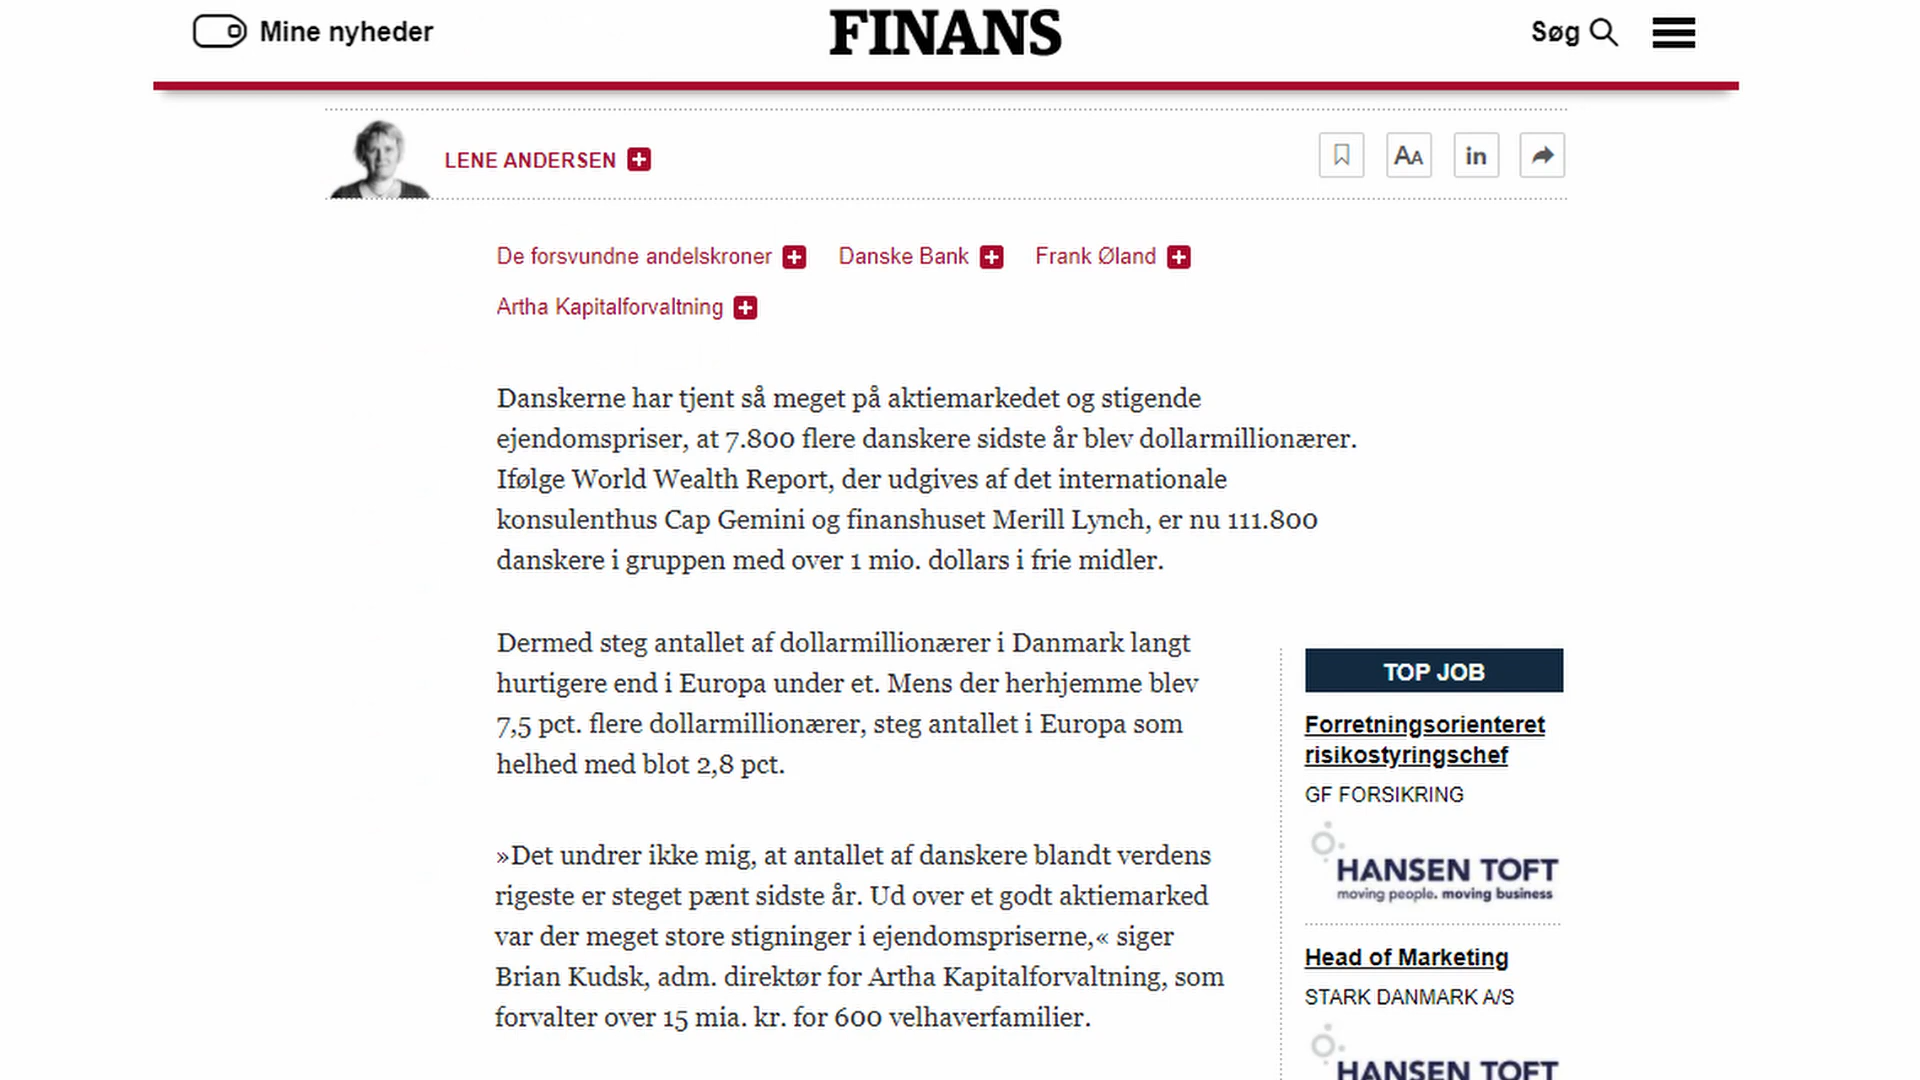 Mine nyheder
FINANS
Søg
LENE ANDERSEN
AA
in
De forsvundne andelskroner
Danske Bank
Frank Øland
Artha Kapitalforvaltning
Danskerne har tjent så meget på aktiemarkedet og stigende
ejendomspriser, at 7.800 flere danskere sidste år blev dollarmillionærer.
Ifølge World Wealth Report, der udgives af det internationale
konsulenthus Cap Gemini og finanshuset Merill Lynch, er nu 111.800
danskere i gruppen med over 1 mio. dollars i frie midler.
Dermed steg antallet af dollarmillionærer i Danmark langt
hurtigere end i Europa under et. Mens der herhjemme blev
7,5 pct. flere dollarmillionærer, steg antallet i Europa som
helhed med blot 2,8 pct.
»Det undrer ikke mig, at antallet af danskere blandt verdens
rigeste er steget pænt sidste år. Ud over et godt aktiemarked
var der meget store stigninger i ejendomspriserne,« siger
Brian Kudsk, adm. direktør for Artha Kapitalforvaltning, som
forvalter over 15 mia. kr. for 600 velhaverfamilier.
TOP JOB
Forretningsorienteret
risikostyringschef
GF FORSIKRING
HANSEN TOFT
moving people. moving business
Head of Marketing
STARK DANMARK A/S
HANSEN TOFT